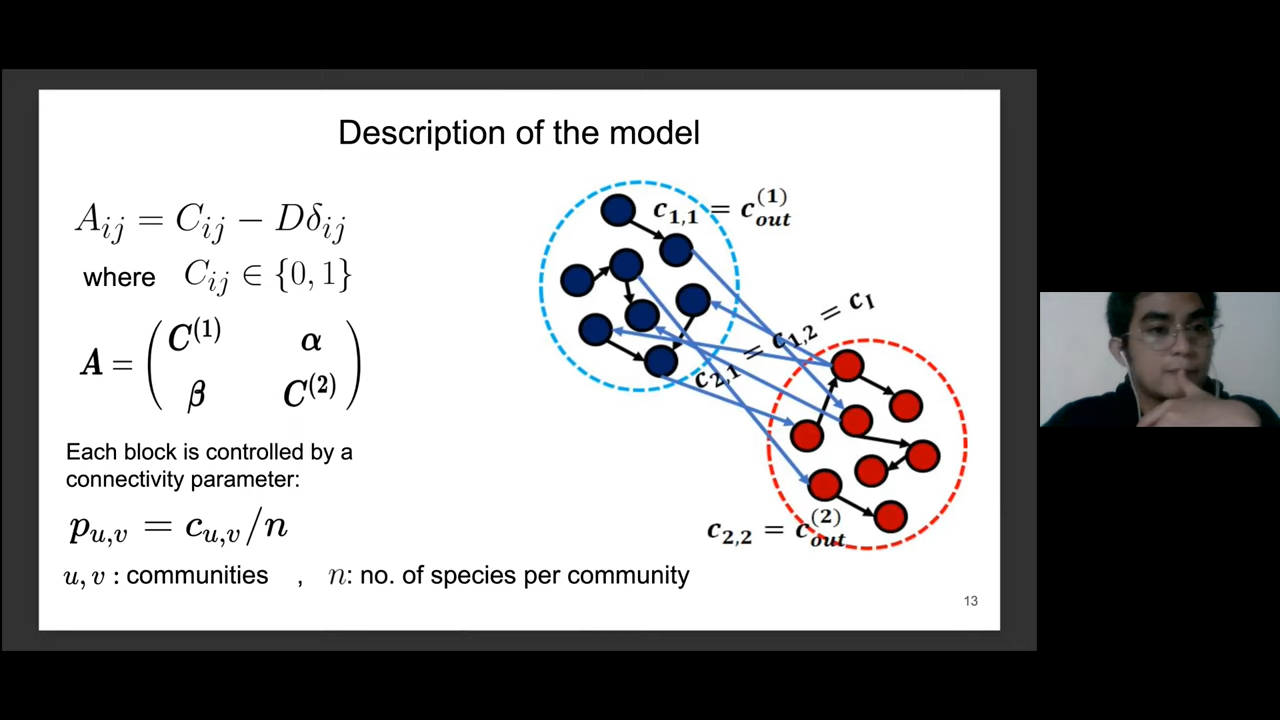 Description of the model
A_{ij} = C_{ij} − Dδ_{ij}
where C_{ij} ∈ {0, 1}
A = ( C^{(1)} α
β C^{(2)} )
Each block is controlled by a
connectivity parameter:
p_{u,v} = c_{u,v}/n
u, v : communities , n: no. of species per community
c_{1,1} = c_{out}^{(1)}
c_{2,1} = c_{1,2} = c_I
c_{2,2} = c_{out}^{(2)}
13